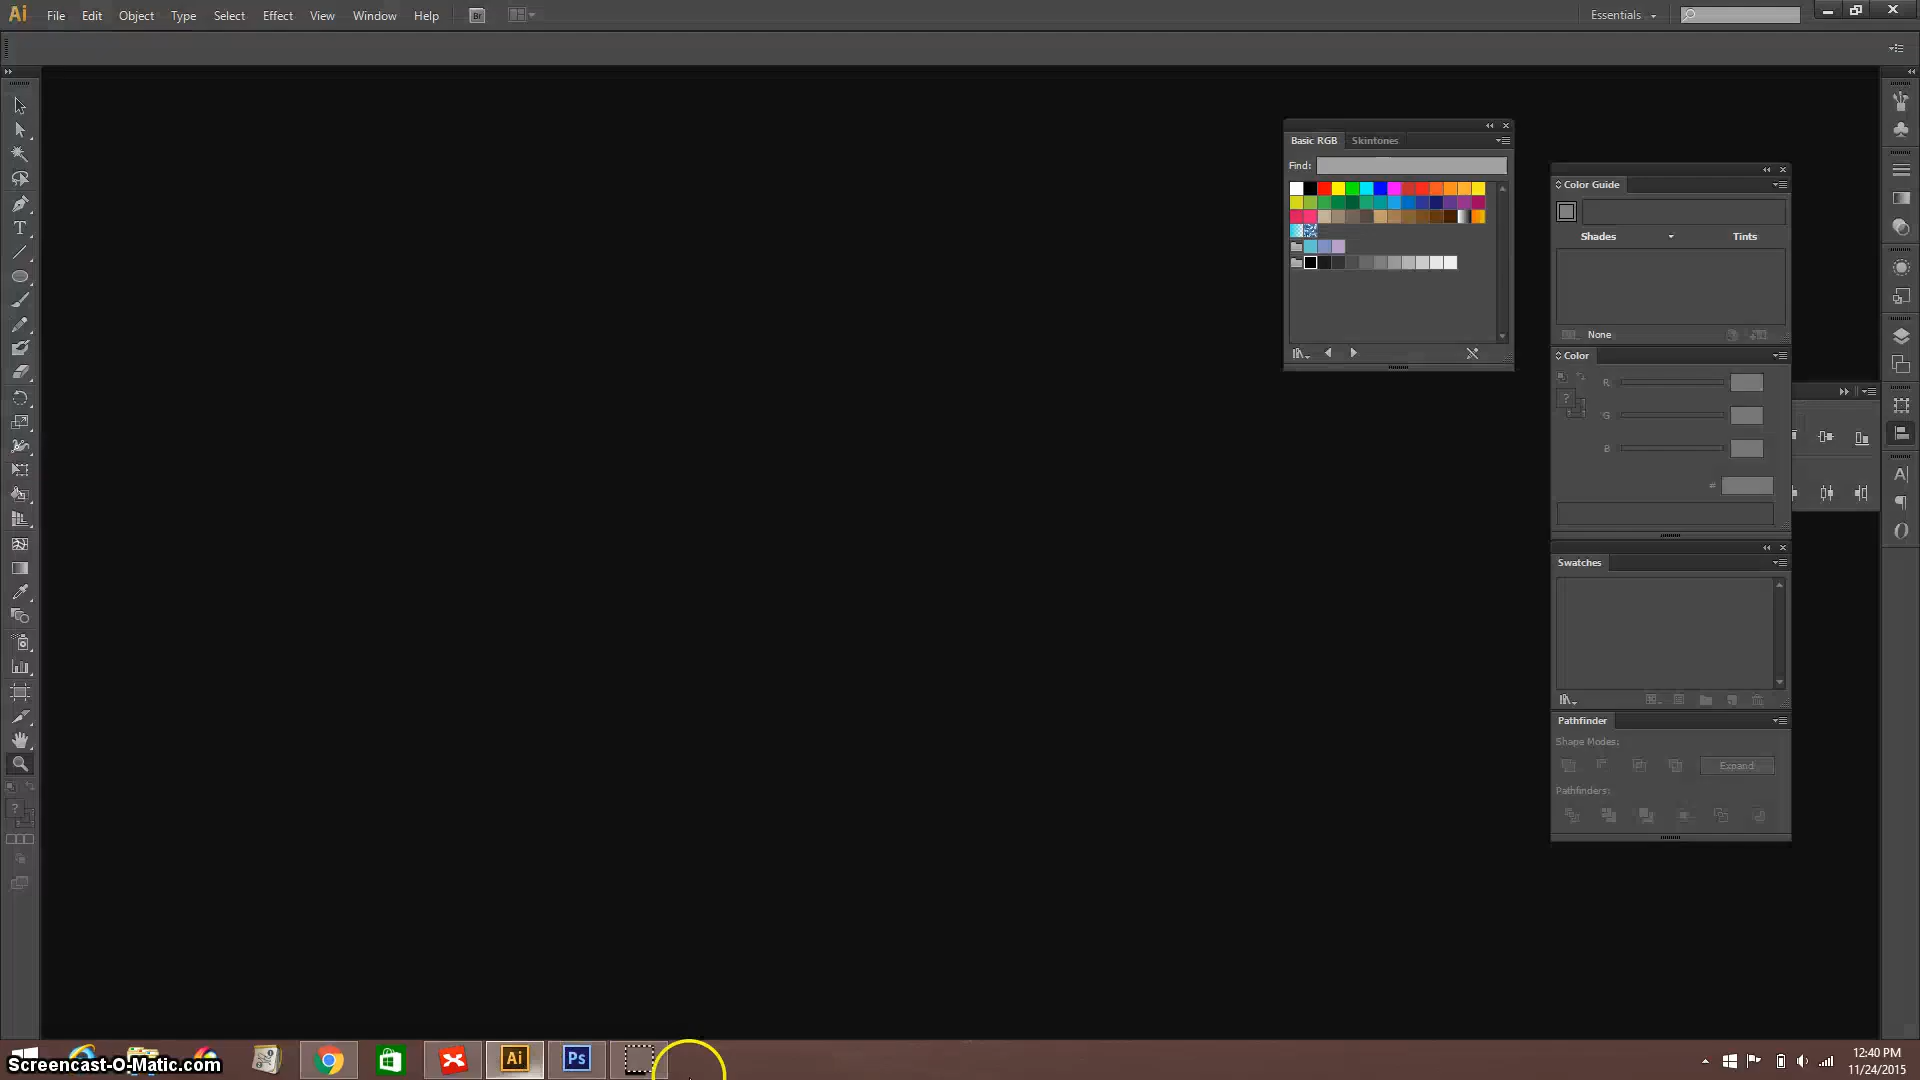 Ai File Edit Object Type Select Effect View Window Help Br Essentials
Basic RGB Skintones
Find:
Color Guide
Shades Tints
None
Color
R
G
B
#
Swatches
Pathfinder
Shape Modes:
Expand
Pathfinders:
T
A
?
?
Ai Ps
Screencast-O-Matic.com
12:40 PM
11/24/2015